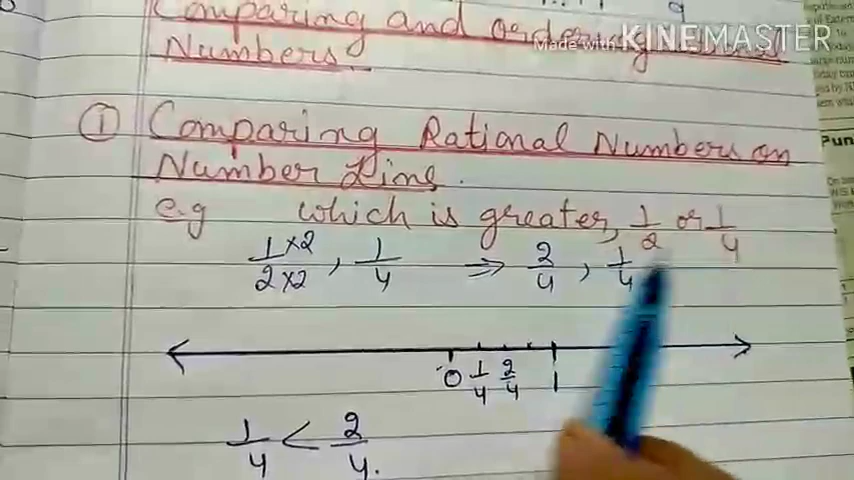 Comparing and Ordering
Numbers
Made with KINEMASTER
① Comparing Rational Numbers on
Number Line.
e.g which is greater, 1/2 or 1/4
1×2/2×2, 1/4 ⇒ 2/4, 1/4
0 1/4 2/4 1
1/4 < 2/4.